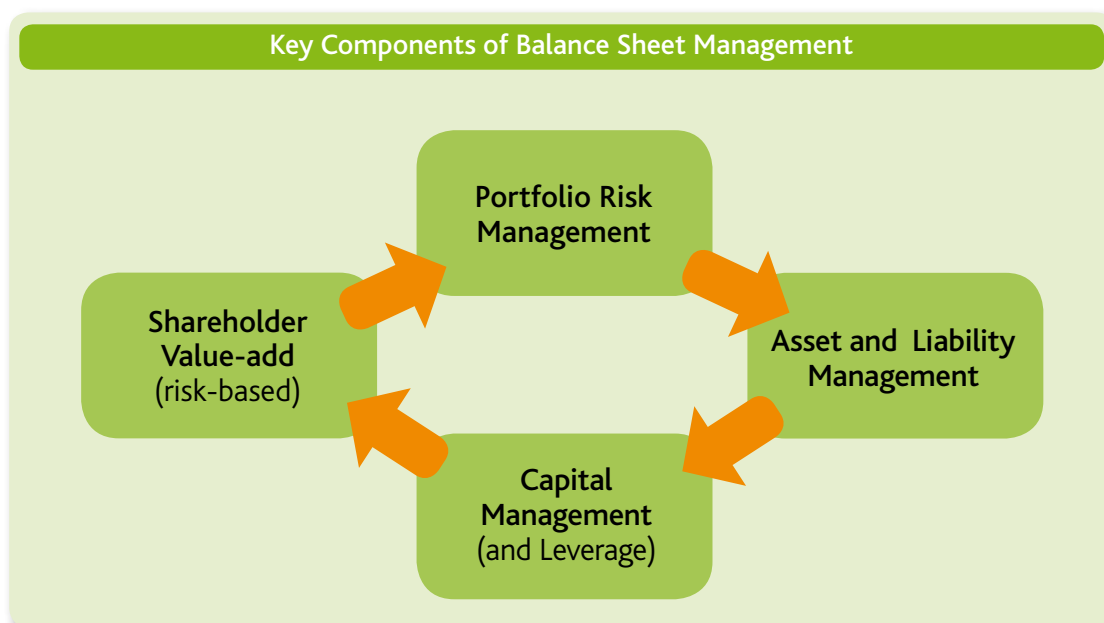 Key Components of Balance Sheet Management
Portfolio Risk
Management
Shareholder
Value-add
(risk-based)
Asset and Liability
Management
Capital
Management
(and Leverage)